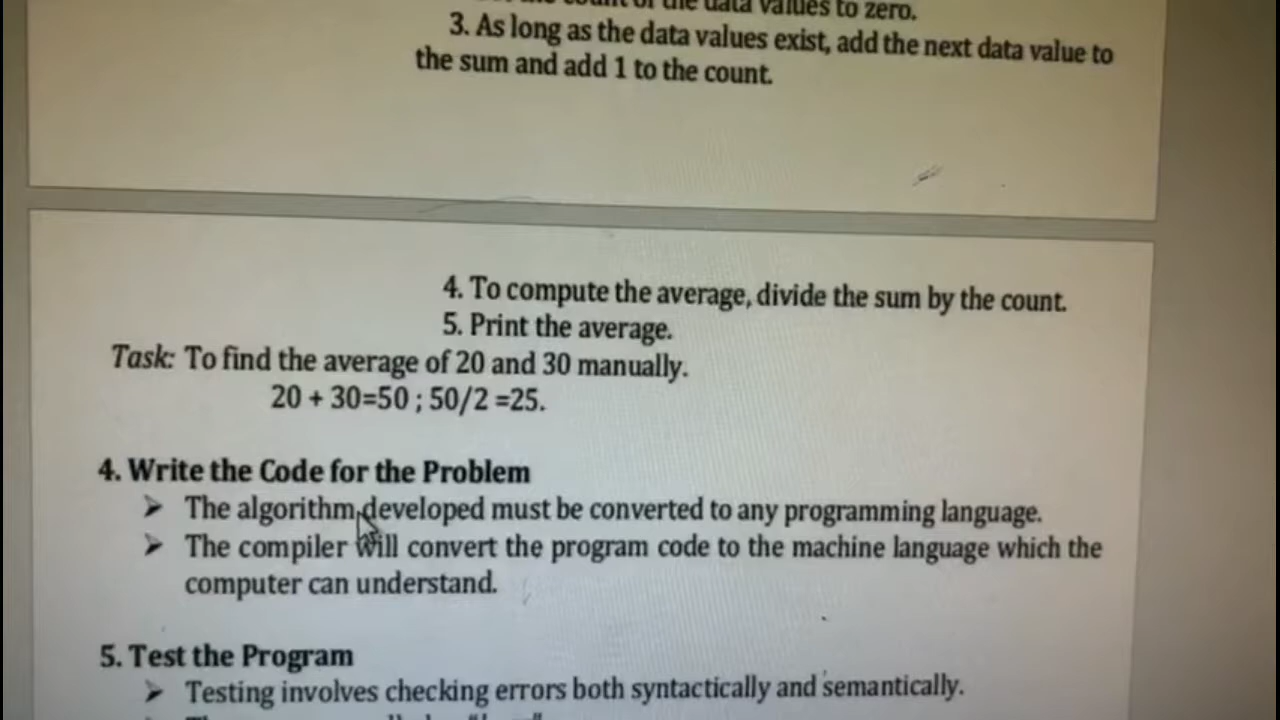 the data values to zero.
3. As long as the data values exist, add the next data value to
the sum and add 1 to the count.
4. To compute the average, divide the sum by the count.
5. Print the average.
Task: To find the average of 20 and 30 manually.
20 + 30=50 ; 50/2 =25.
4. Write the Code for the Problem
➤ The algorithm developed must be converted to any programming language.
➤ The compiler will convert the program code to the machine language which the
computer can understand.
5. Test the Program
➤ Testing involves checking errors both syntactically and semantically.